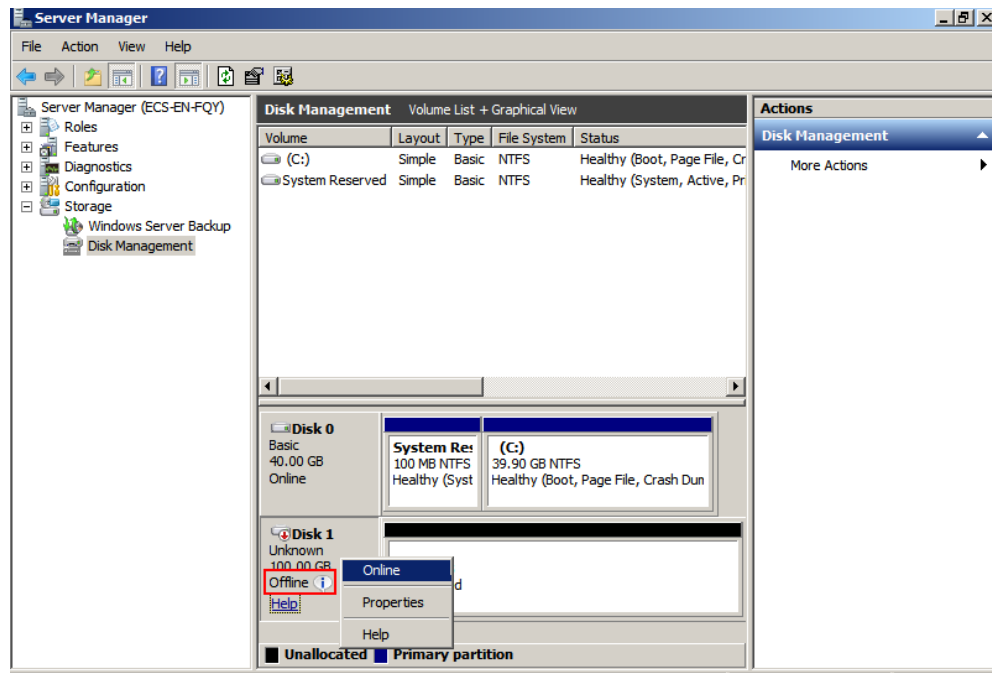 Server Manager
File Action View Help
Server Manager (ECS-EN-FQY)
Roles
Features
Diagnostics
Configuration
Storage
Windows Server Backup
Disk Management
Disk Management Volume List + Graphical View
Volume Layout Type File System Status
(C:) Simple Basic NTFS Healthy (Boot, Page File, Cr
System Reserved Simple Basic NTFS Healthy (System, Active, Pr
Disk 0
Basic
40.00 GB
Online
System Res
100 MB NTFS
Healthy (Syst
(C:)
39.90 GB NTFS
Healthy (Boot, Page File, Crash Dun
Disk 1
Unknown
100.00 GB
Offline
Help
d
Online
Properties
Help
Unallocated Primary partition
Actions
Disk Management
More Actions